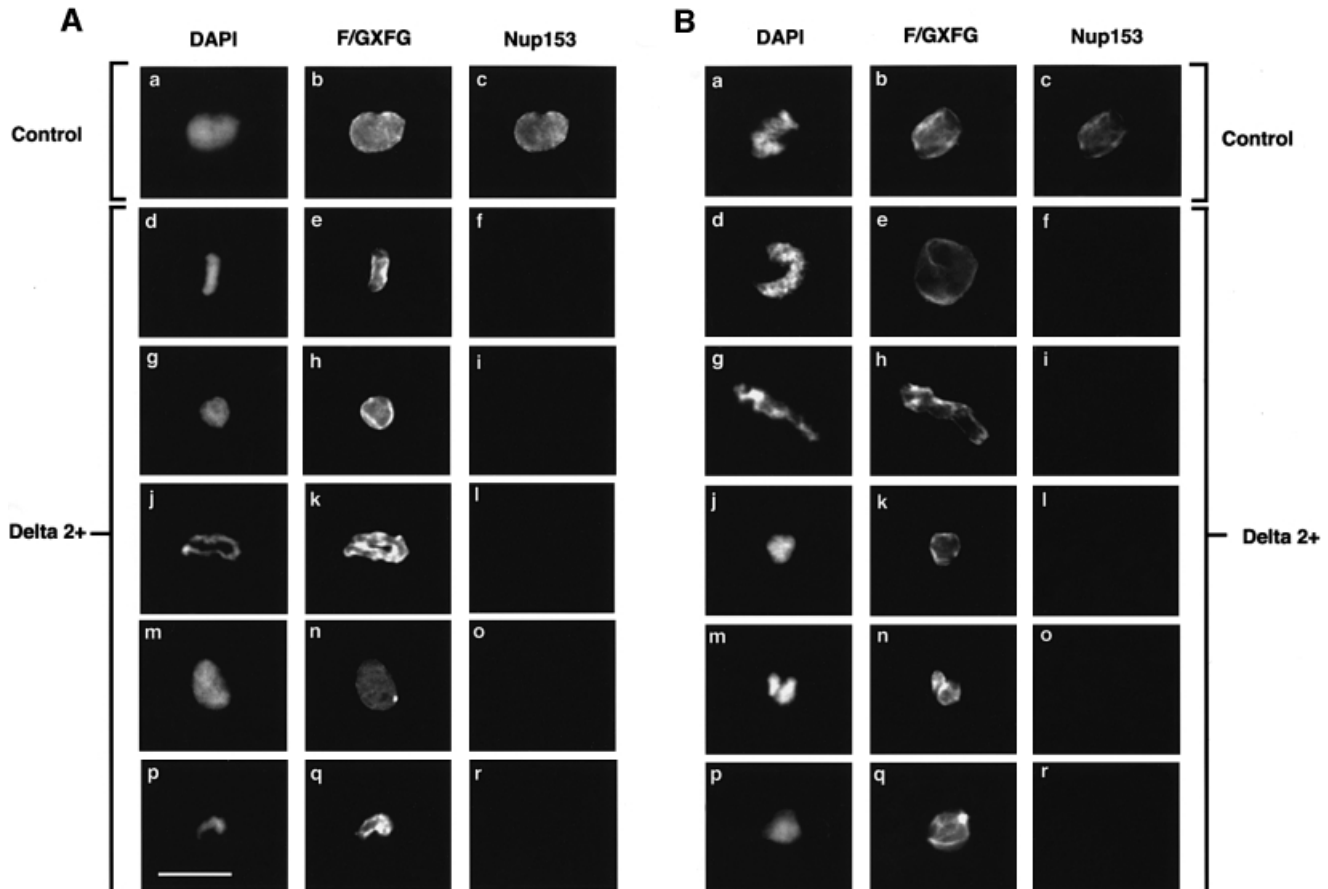 A B
DAPI F/GXFG Nup153 DAPI F/GXFG Nup153
a b c a b c
Control Control
d e f d e f
g h i g h i
j k l j k l
Delta 2+ Delta 2+
m n o m n o
p q r p q r